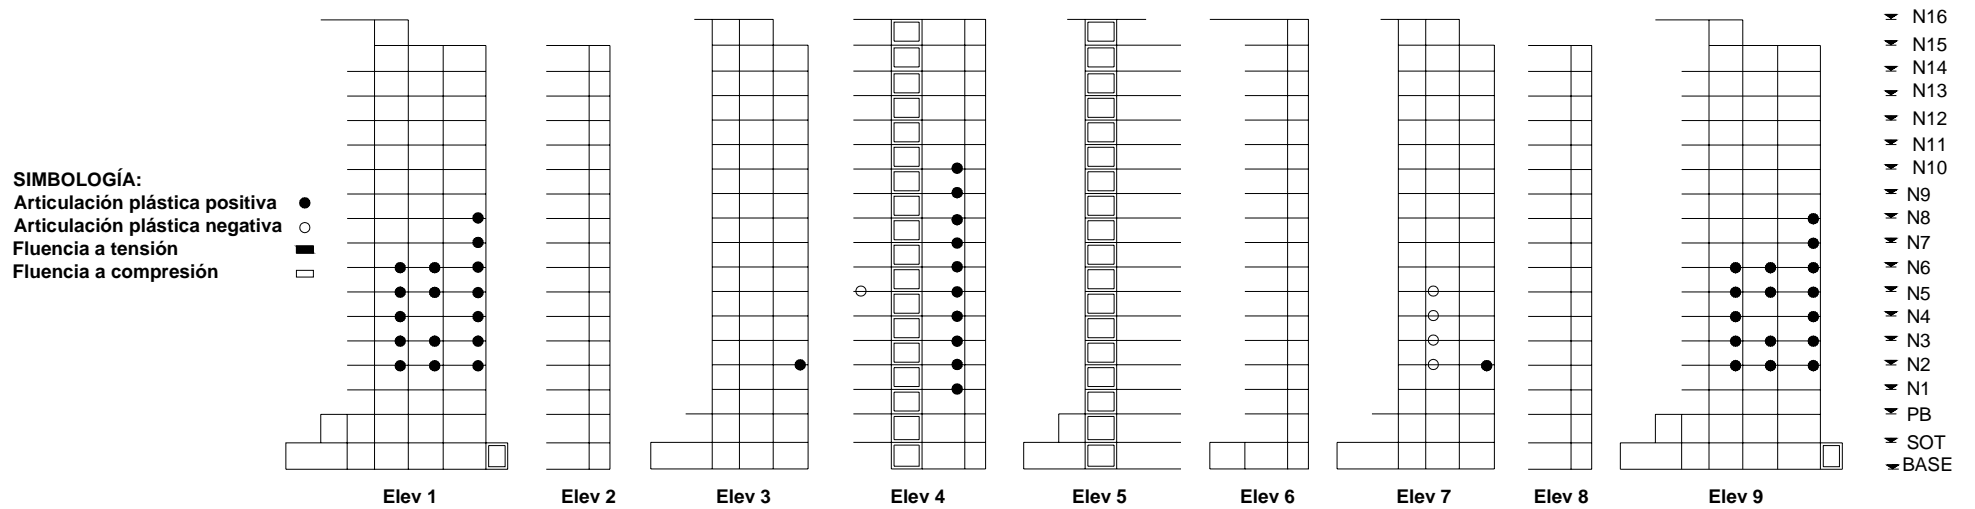 SIMBOLOGÍA:
Articulación plástica positiva
Articulación plástica negativa
Fluencia a tensión
Fluencia a compresión
N16
N15
N14
N13
N12
N11
N10
N9
N8
N7
N6
N5
N4
N3
N2
N1
PB
SOT
BASE
Elev 1 Elev 2 Elev 3 Elev 4 Elev 5 Elev 6 Elev 7 Elev 8 Elev 9